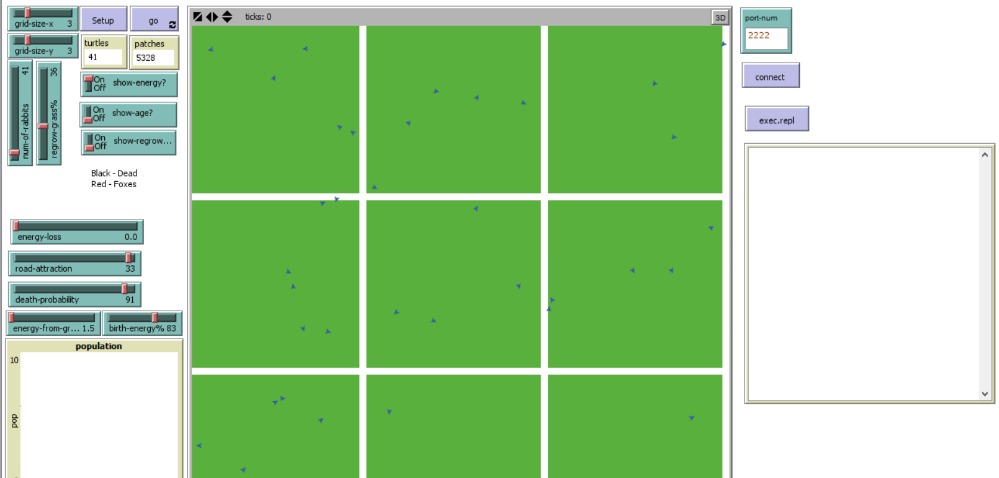 grid-size-x 3
Setup
go
ticks: 0
3D
port-num
2222
grid-size-y 3
turtles
41
patches
5328
connect
num-of-rabbits 41
regrow-grass% 36
On
Off
show-energy?
On
Off
show-age?
On
Off
show-regrow...
exec.repl
Black - Dead
Red - Foxes
energy-loss 0.0
road-attraction 33
death-probability 91
energy-from-gr... 1.5
birth-energy% 83
population
10
pop